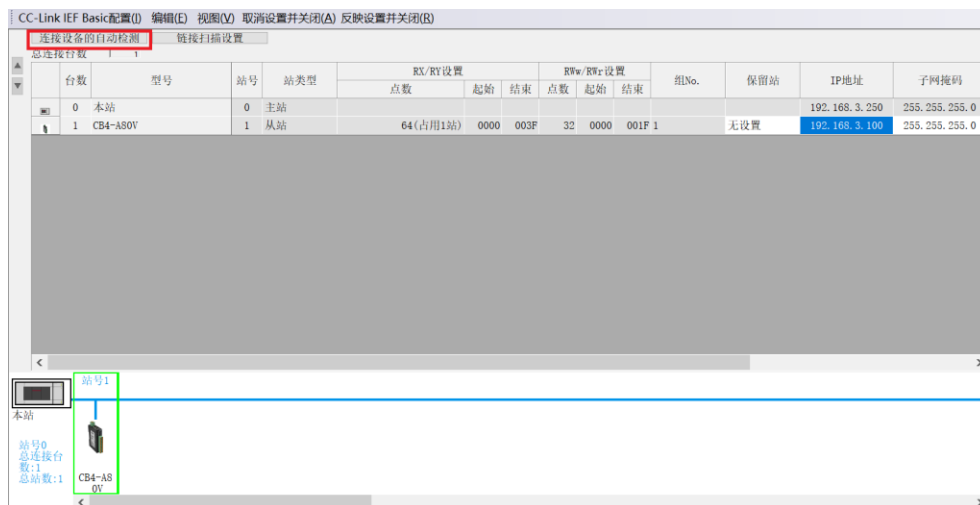 CC-Link IEF Basic配置(I) 编辑(E) 视图(V) 取消设置并关闭(A) 反映设置并关闭(R)
连接设备的自动检测 链接扫描设置
总连接台数 1
台数 型号 站号 站类型 RX/RY设置 RWw/RWr设置 组No. 保留站 IP地址 子网掩码
点数 起始 结束 点数 起始 结束
0 本站 0 主站 192.168.3.250 255.255.255.0
1 CB4-A80V 1 从站 64(占用1站) 0000 003F 32 0000 001F 1 无设置 192.168.3.100 255.255.255.0
站号1
本站
站号0
总连接台
数:1
总站数:1
CB4-A8
0V